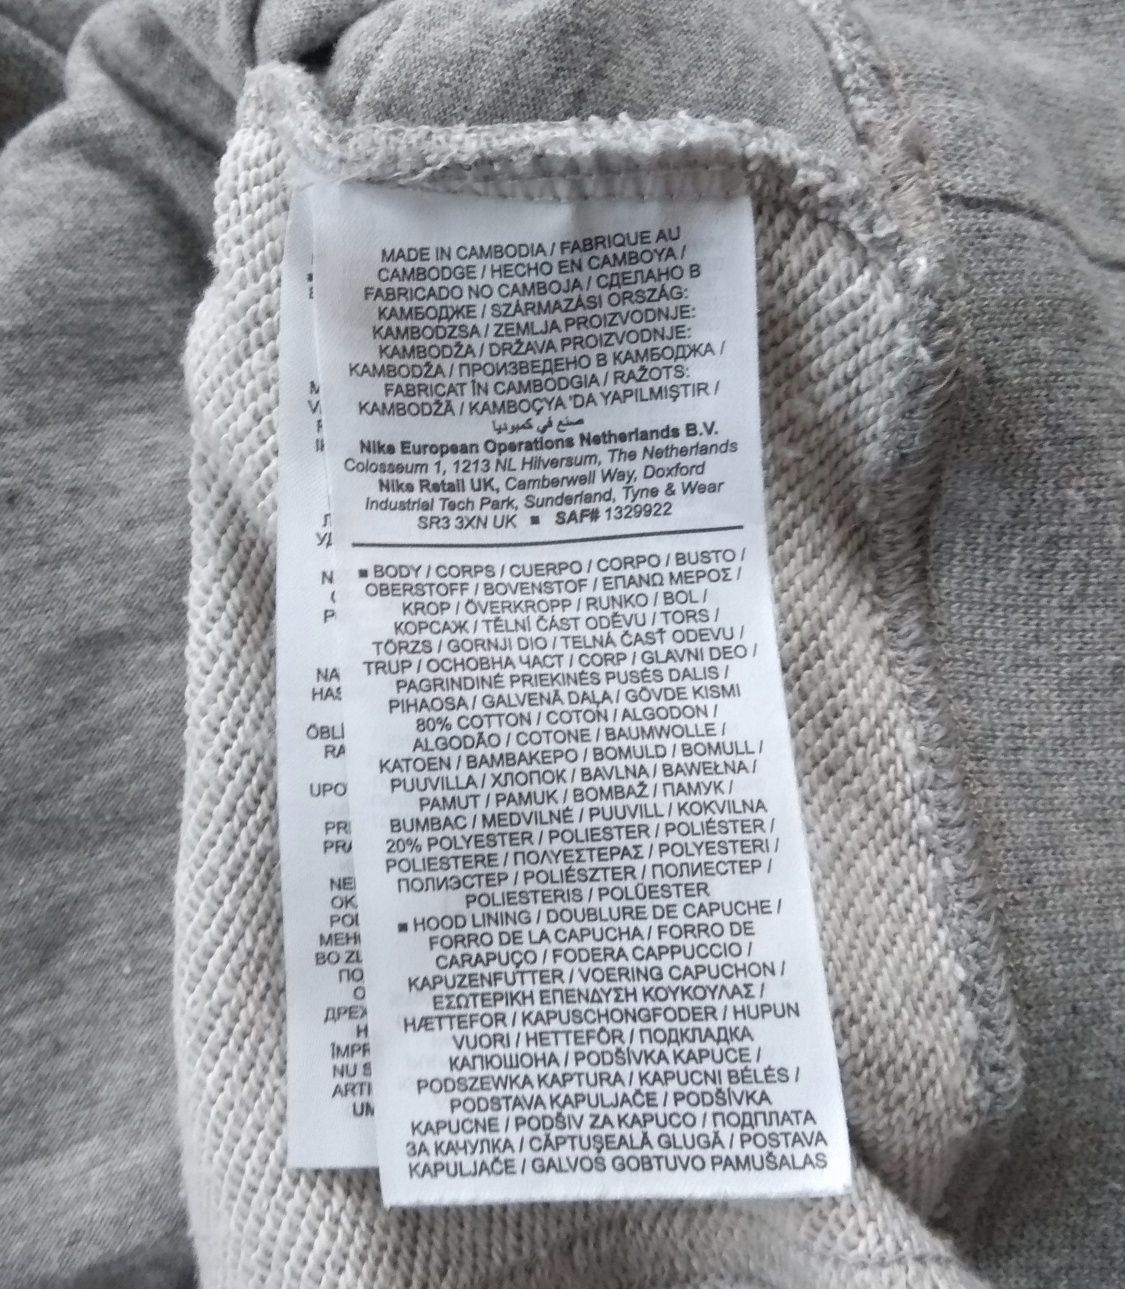 MADE IN CAMBODIA / FABRIQUE AU
CAMBODGE / HECHO EN CAMBOYA /
FABRICADO NO CAMBOJA / СДЕЛАНО В
КАМБОДЖЕ / SZÁRMAZÁSI ORSZÁG:
KAMBODZSA / ZEMLJA PROIZVODNJE:
KAMBODŽA / DRŽAVA PROIZVODNJE:
KAMBODŽA / ПРОИЗВЕДЕНО В КАМБОДЖА /
FABRICAT ÎN CAMBODGIA / RAŽOTS:
KAMBODŽĀ / KAMBOÇYA 'DA YAPILMIŞTIR /
صنع في كمبوديا
Nike European Operations Netherlands B.V.
Colosseum 1, 1213 NL Hilversum, The Netherlands
Nike Retail UK, Camberwell Way, Doxford
Industrial Tech Park, Sunderland, Tyne & Wear
SR3 3XN UK ■ SAF# 1329922
■ BODY / CORPS / CUERPO / CORPO / BUSTO /
OBERSTOFF / BOVENSTOF / ΕΠΑΝΩ ΜΕΡΟΣ /
KROP / ÖVERKROPP / RUNKO / BOL /
КОРСАЖ / TĚLNÍ ČÁST ODĚVU / TORS /
TÖRZS / GORNJI DIO / TELNÁ ČASŤ ODEVU /
TRUP / ОСНОВНА ЧАСТ / CORP / GLAVNI DEO /
PAGRINDINĖ PRIEKINĖS PUSĖS DALIS /
PIHAOSA / GALVENĀ DAĻA / GÖVDE KISMI
80% COTTON / COTON / ALGODON /
ALGODÃO / COTONE / BAUMWOLLE /
KATOEN / ΒΑΜΒΑΚΕΡΟ / BOMULD / BOMULL /
PUUVILLA / ХЛОПОК / BAVLNA / BAWEŁNA /
PAMUT / PAMUK / BOMBAŽ / ПАМУК /
BUMBAC / MEDVILNĖ / PUUVILL / KOKVILNA
20% POLYESTER / POLIESTER / POLIÉSTER /
POLIESTERE / ΠΟΛΥΕΣΤΕΡΑΣ / POLYESTERI /
ПОЛИЭСТЕР / POLIÉSZTER / ПОЛИЕСТЕР /
POLIESTERIS / POLÜESTER
■ HOOD LINING / DOUBLURE DE CAPUCHE /
FORRO DE LA CAPUCHA / FORRO DE
CARAPUÇO / FODERA CAPPUCCIO /
KAPUZENFUTTER / VOERING CAPUCHON /
ΕΣΩΤΕΡΙΚΗ ΕΠΕΝΔΥΣΗ ΚΟΥΚΟΥΛΑΣ /
HÆTTEFOR / KAPUSCHONGFODER / HUPUN
VUORI / HETTEFÔR / ПОДКЛАДКА
КАПЮШОНА / PODŠÍVKA KAPUCE /
PODSZEWKA KAPTURA / KAPUCNI BÉLÉS /
PODSTAVA KAPULJAČE / PODŠÍVKA
KAPUCNE / PODŠIV ZA KAPUCO / ПОДПЛАТА
ЗА КАЧУЛКА / CĂPTUŞEALĂ GLUGĂ / POSTAVA
KAPULJAČE / GALVOS GOBTUVO PAMUŠALAS